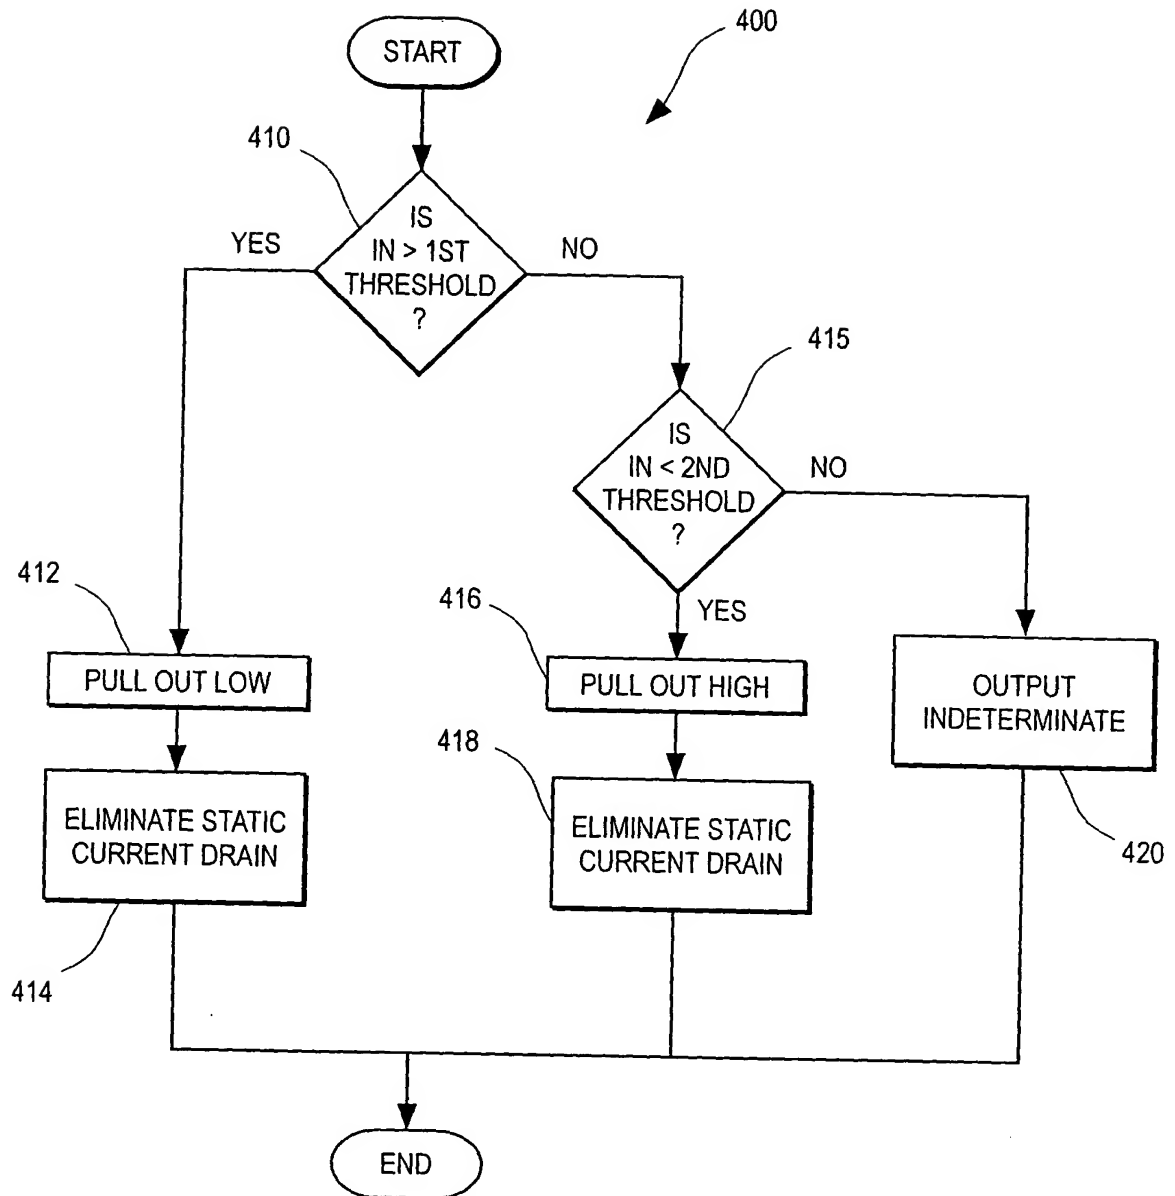 400
START
410
IS
IN > 1ST
THRESHOLD
?
YES
NO
415
IS
IN < 2ND
THRESHOLD
?
NO
YES
412
PULL OUT LOW
416
PULL OUT HIGH
OUTPUT
INDETERMINATE
420
ELIMINATE STATIC
CURRENT DRAIN
414
418
ELIMINATE STATIC
CURRENT DRAIN
END